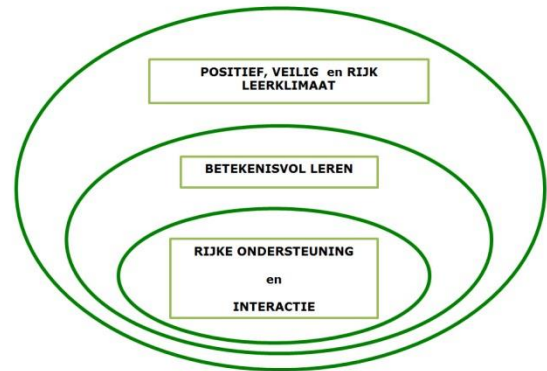 POSITIEF, VEILIG en RIJK
LEERKLIMAAT
BETEKENISVOL LEREN
RIJKE ONDERSTEUNING
en
INTERACTIE